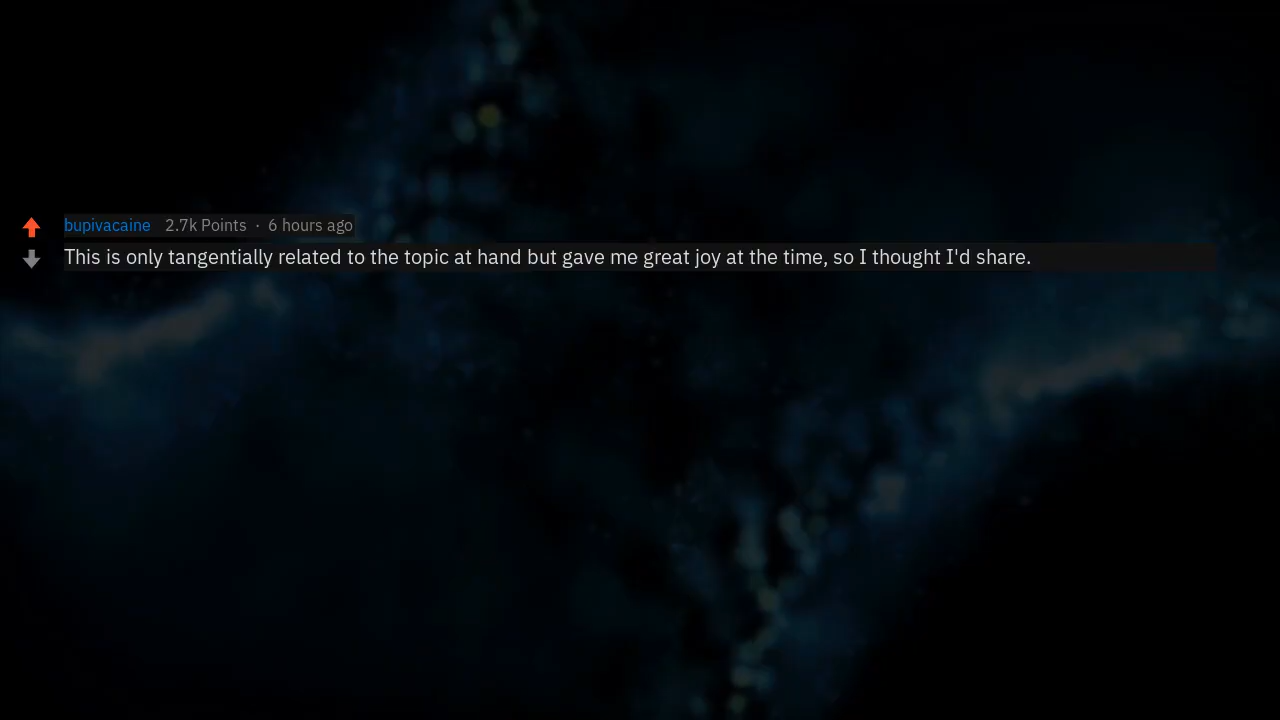 bupivacaine 2.7k Points · 6 hours ago
This is only tangentially related to the topic at hand but gave me great joy at the time, so I thought I'd share.